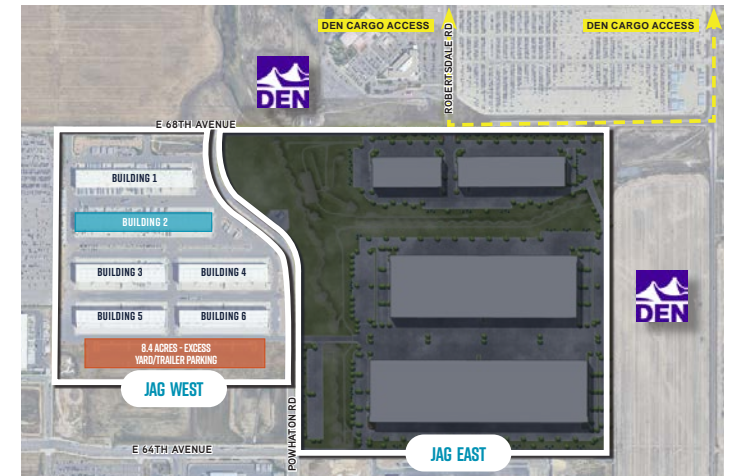 DEN CARGO ACCESS
DEN CARGO ACCESS
ROBERTSDALE RD
DEN
E 68TH AVENUE
BUILDING 1
BUILDING 2
BUILDING 3
BUILDING 4
BUILDING 5
BUILDING 6
8.4 ACRES - EXCESS
YARD/TRAILER PARKING
JAG WEST
DEN
POWHATON RD
E 64TH AVENUE
JAG EAST